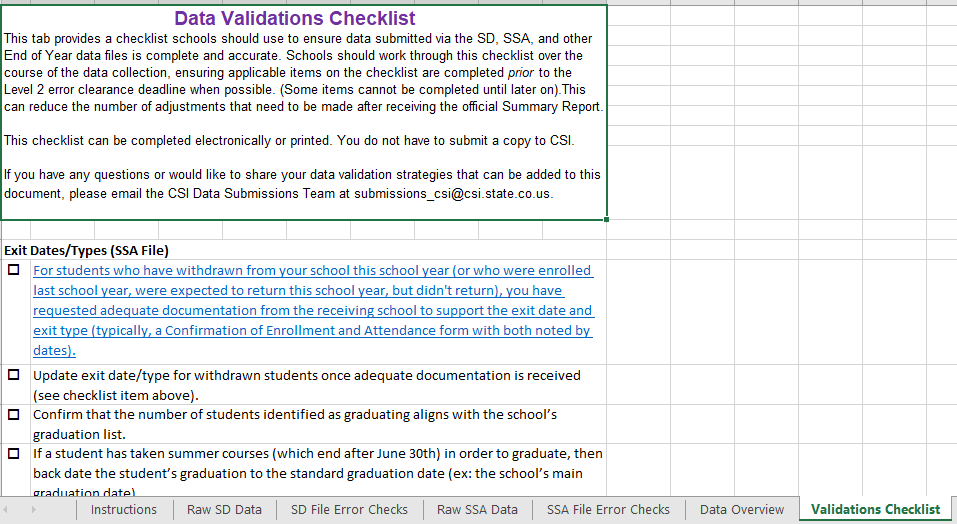 Data Validations Checklist
This tab provides a checklist schools should use to ensure data submitted via the SD, SSA, and other
End of Year data files is complete and accurate. Schools should work through this checklist over the
course of the data collection, ensuring applicable items on the checklist are completed prior to the
Level 2 error clearance deadline when possible. (Some items cannot be completed until later on).This
can reduce the number of adjustments that need to be made after receiving the official Summary Report.
This checklist can be completed electronically or printed. You do not have to submit a copy to CSI.
If you have any questions or would like to share your data validation strategies that can be added to this
document, please email the CSI Data Submissions Team at submissions_csi@csi.state.co.us.
Exit Dates/Types (SSA File)
For students who have withdrawn from your school this school year (or who were enrolled
last school year, were expected to return this school year, but didn't return), you have
requested adequate documentation from the receiving school to support the exit date and
exit type (typically, a Confirmation of Enrollment and Attendance form with both noted by
dates).
Update exit date/type for withdrawn students once adequate documentation is received
(see checklist item above).
Confirm that the number of students identified as graduating aligns with the school’s
graduation list.
If a student has taken summer courses (which end after June 30th) in order to graduate, then
back date the student’s graduation to the standard graduation date (ex: the school’s main
graduation date)
Instructions
Raw SD Data
SD File Error Checks
Raw SSA Data
SSA File Error Checks
Data Overview
Validations Checklist